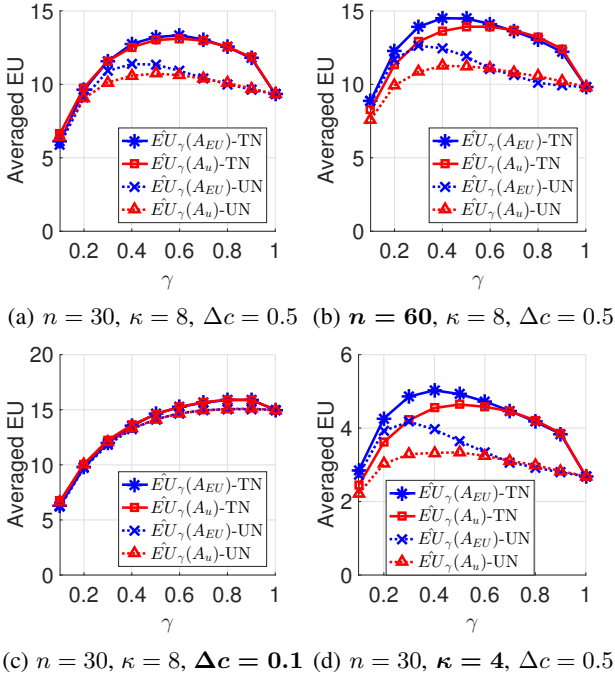 15
10
5
0
Averaged EU
0.2 0.4 0.6 0.8 1
γ
ÊU_γ(A_EU)-TN
ÊU_γ(A_u)-TN
ÊU_γ(A_EU)-UN
ÊU_γ(A_u)-UN
15
10
5
0
Averaged EU
0.2 0.4 0.6 0.8 1
γ
ÊU_γ(A_EU)-TN
ÊU_γ(A_u)-TN
ÊU_γ(A_EU)-UN
ÊU_γ(A_u)-UN
(a) n = 30, κ = 8, Δc = 0.5 (b) n = 60, κ = 8, Δc = 0.5
20
15
10
5
0
Averaged EU
0.2 0.4 0.6 0.8 1
γ
ÊU_γ(A_EU)-TN
ÊU_γ(A_u)-TN
ÊU_γ(A_EU)-UN
ÊU_γ(A_u)-UN
6
4
2
0
Averaged EU
0.2 0.4 0.6 0.8 1
γ
ÊU_γ(A_EU)-TN
ÊU_γ(A_u)-TN
ÊU_γ(A_EU)-UN
ÊU_γ(A_u)-UN
(c) n = 30, κ = 8, Δc = 0.1 (d) n = 30, κ = 4, Δc = 0.5